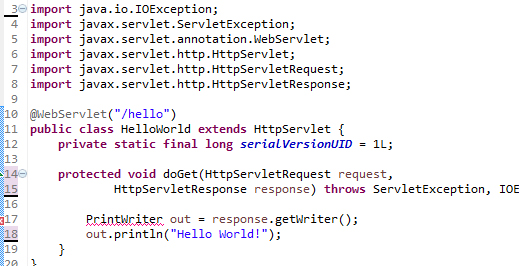 3 import java.io.IOException;
4 import javax.servlet.ServletException;
5 import javax.servlet.annotation.WebServlet;
6 import javax.servlet.http.HttpServlet;
7 import javax.servlet.http.HttpServletRequest;
8 import javax.servlet.http.HttpServletResponse;
9
10 @WebServlet("/hello")
11 public class HelloWorld extends HttpServlet {
12 private static final long serialVersionUID = 1L;
13
14 protected void doGet(HttpServletRequest request,
15 HttpServletResponse response) throws ServletException, IOE
16
17 PrintWriter out = response.getWriter();
18 out.println("Hello World!");
19 }
20 }